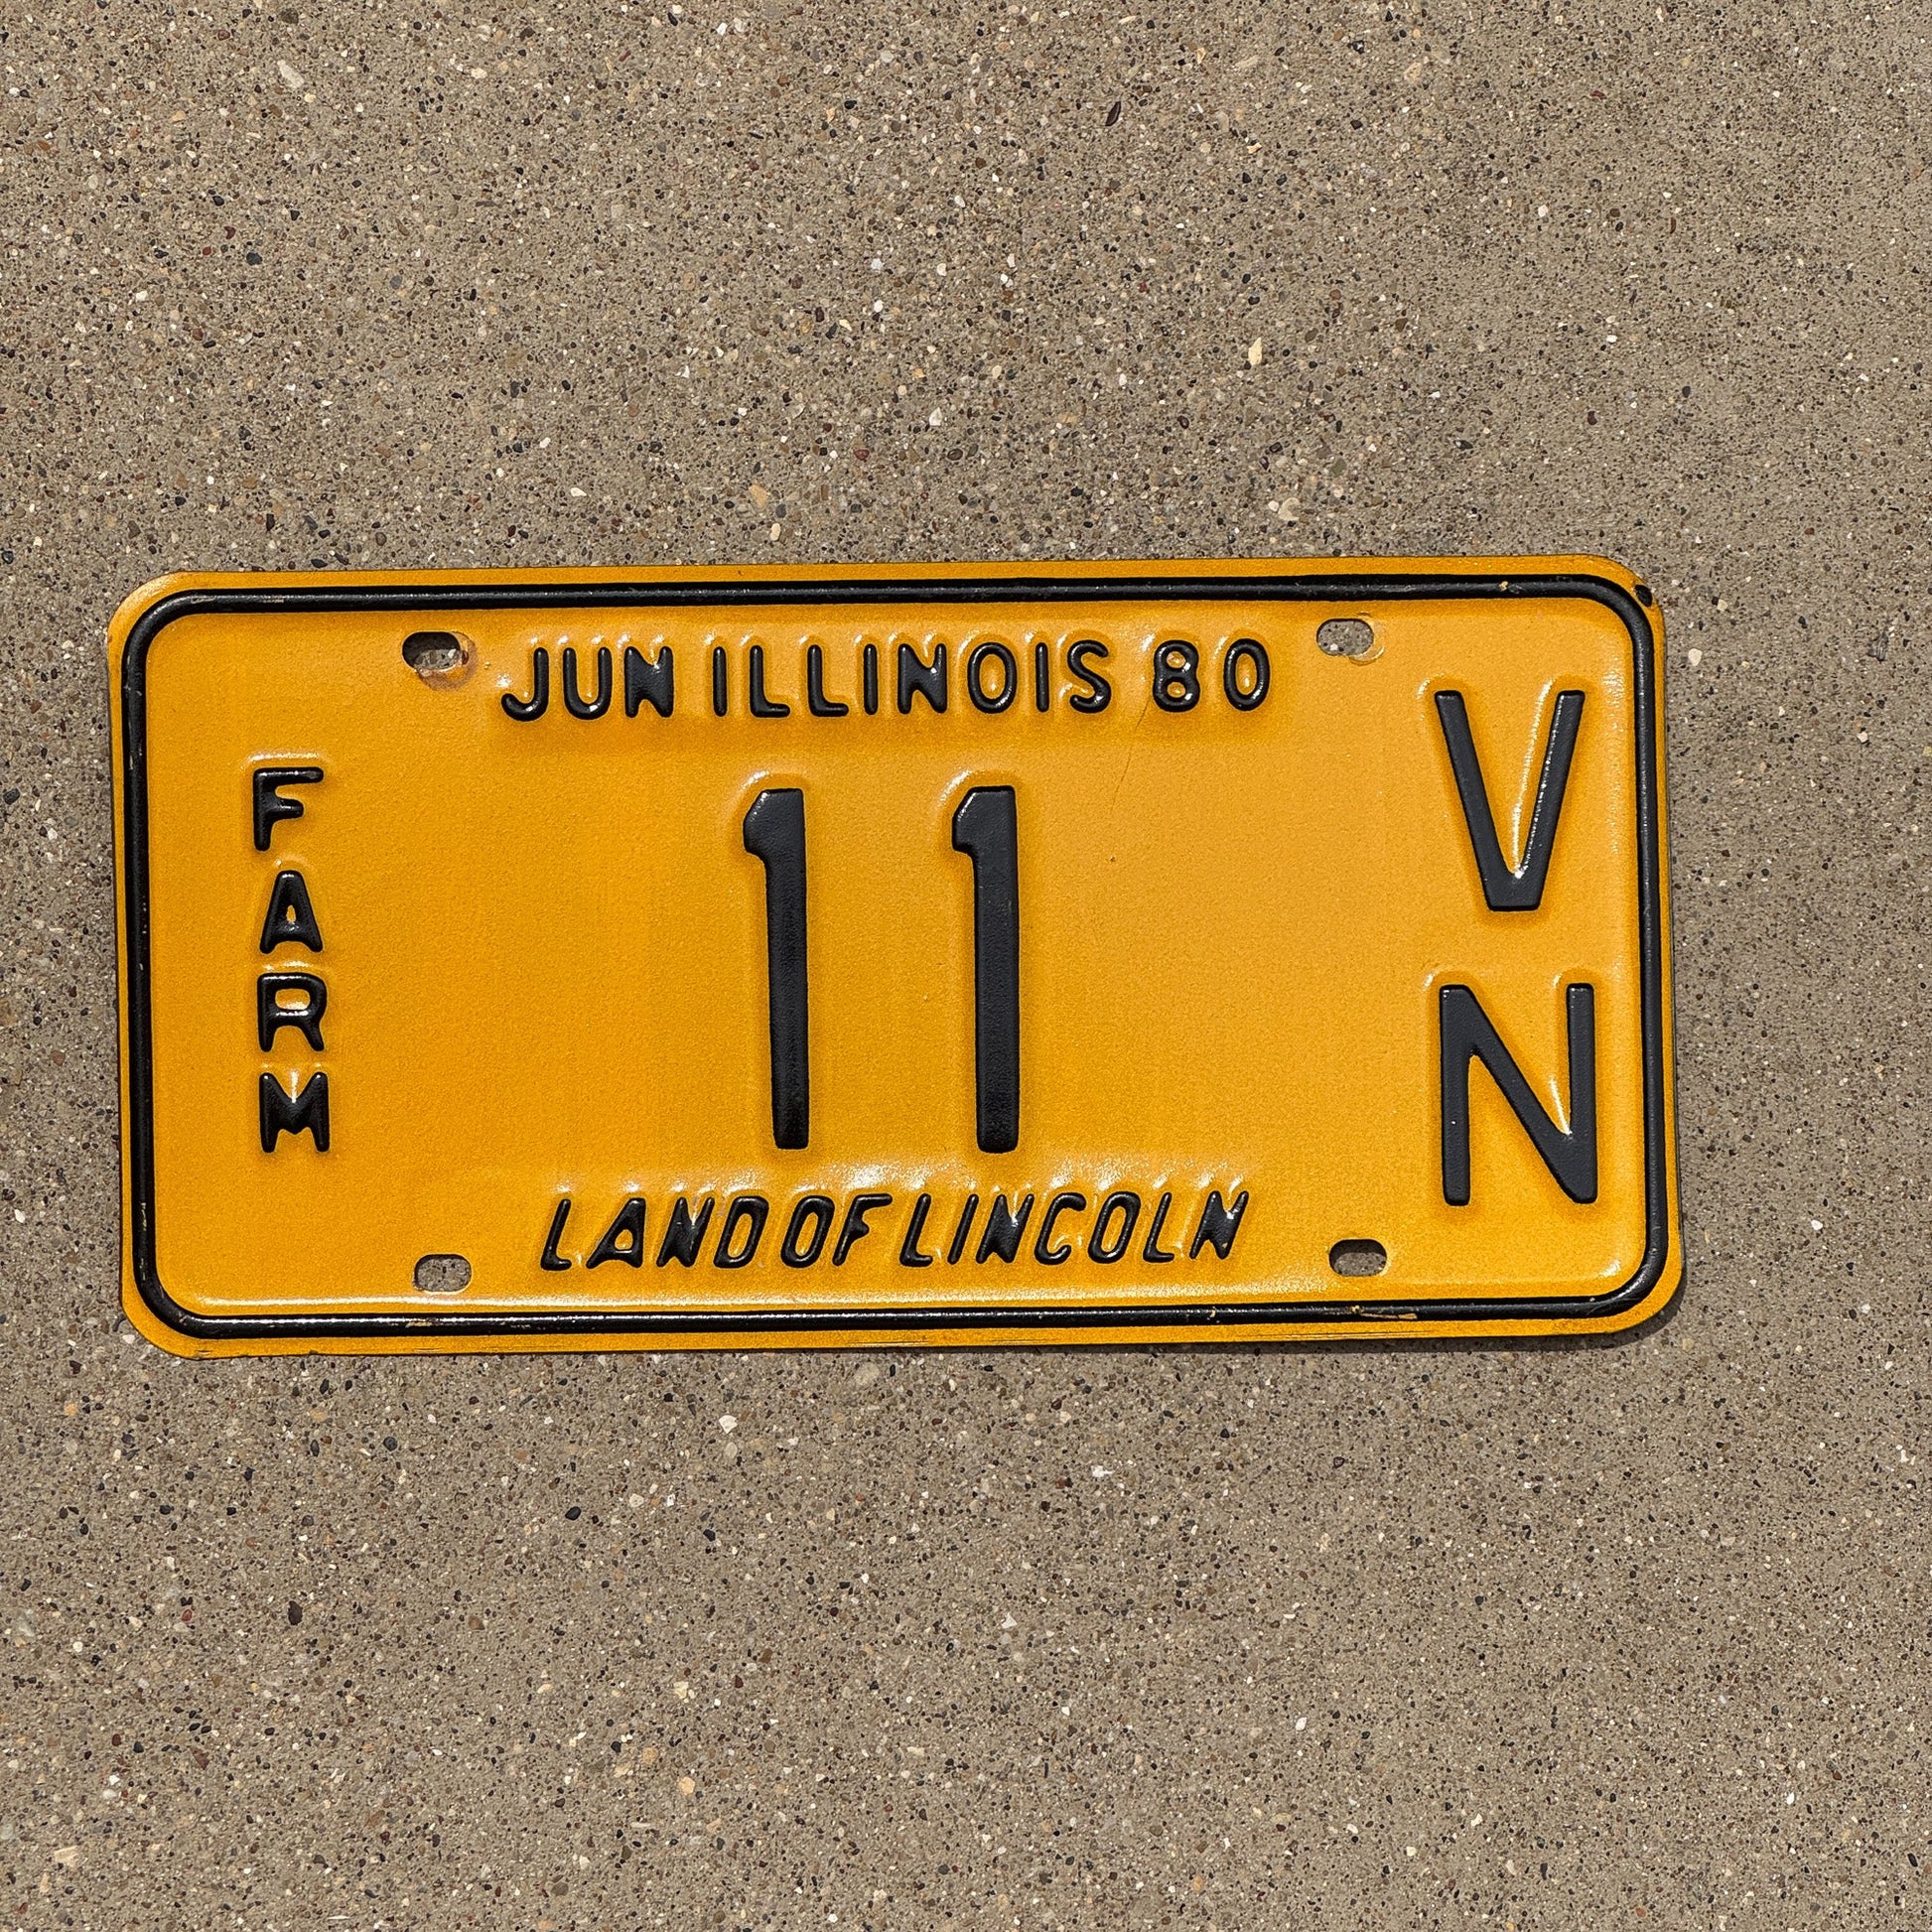 JUN ILLINOIS 80
FARM
11
VN
LAND OF LINCOLN